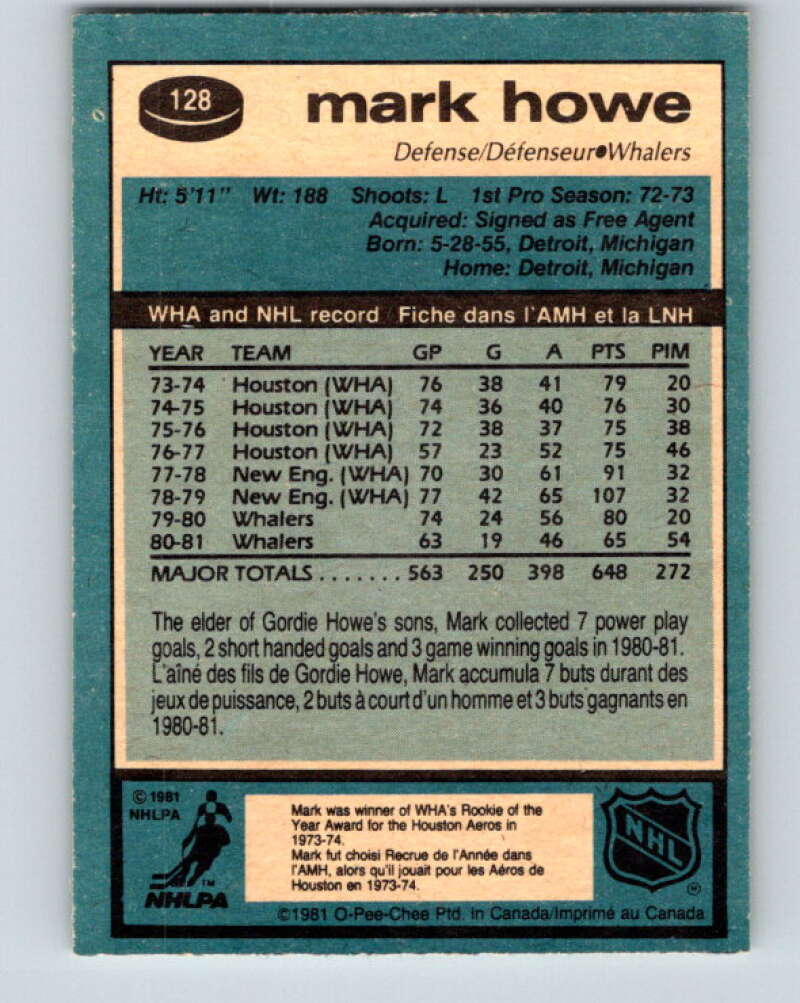 128
mark howe
Defense/Défenseur●Whalers
Ht: 5'11" Wt: 188 Shoots: L 1st Pro Season: 72-73
Acquired: Signed as Free Agent
Born: 5-28-55, Detroit, Michigan
Home: Detroit, Michigan
WHA and NHL record Fiche dans l'AMH et la LNH
YEAR TEAM GP G A PTS PIM
73-74 Houston (WHA) 76 38 41 79 20
74-75 Houston (WHA) 74 36 40 76 30
75-76 Houston (WHA) 72 38 37 75 38
76-77 Houston (WHA) 57 23 52 75 46
77-78 New Eng. (WHA) 70 30 61 91 32
78-79 New Eng. (WHA) 77 42 65 107 32
79-80 Whalers 74 24 56 80 20
80-81 Whalers 63 19 46 65 54
MAJOR TOTALS ....... 563 250 398 648 272
The elder of Gordie Howe's sons, Mark collected 7 power play
goals, 2 short handed goals and 3 game winning goals in 1980-81.
L'aîné des fils de Gordie Howe, Mark accumula 7 buts durant des
jeux de puissance, 2 buts à court d'un homme et 3 buts gagnants en
1980-81.
© 1981
NHLPA
TM
NHLPA
Mark was winner of WHA's Rookie of the
Year Award for the Houston Aeros in
1973-74.
Mark fut choisi Recrue de l'Année dans
l'AMH, alors qu'il jouait pour les Aéros de
Houston en 1973-74.
NHL
©1981 O-Pee-Chee Ptd. in Canada/Imprimé au Canada